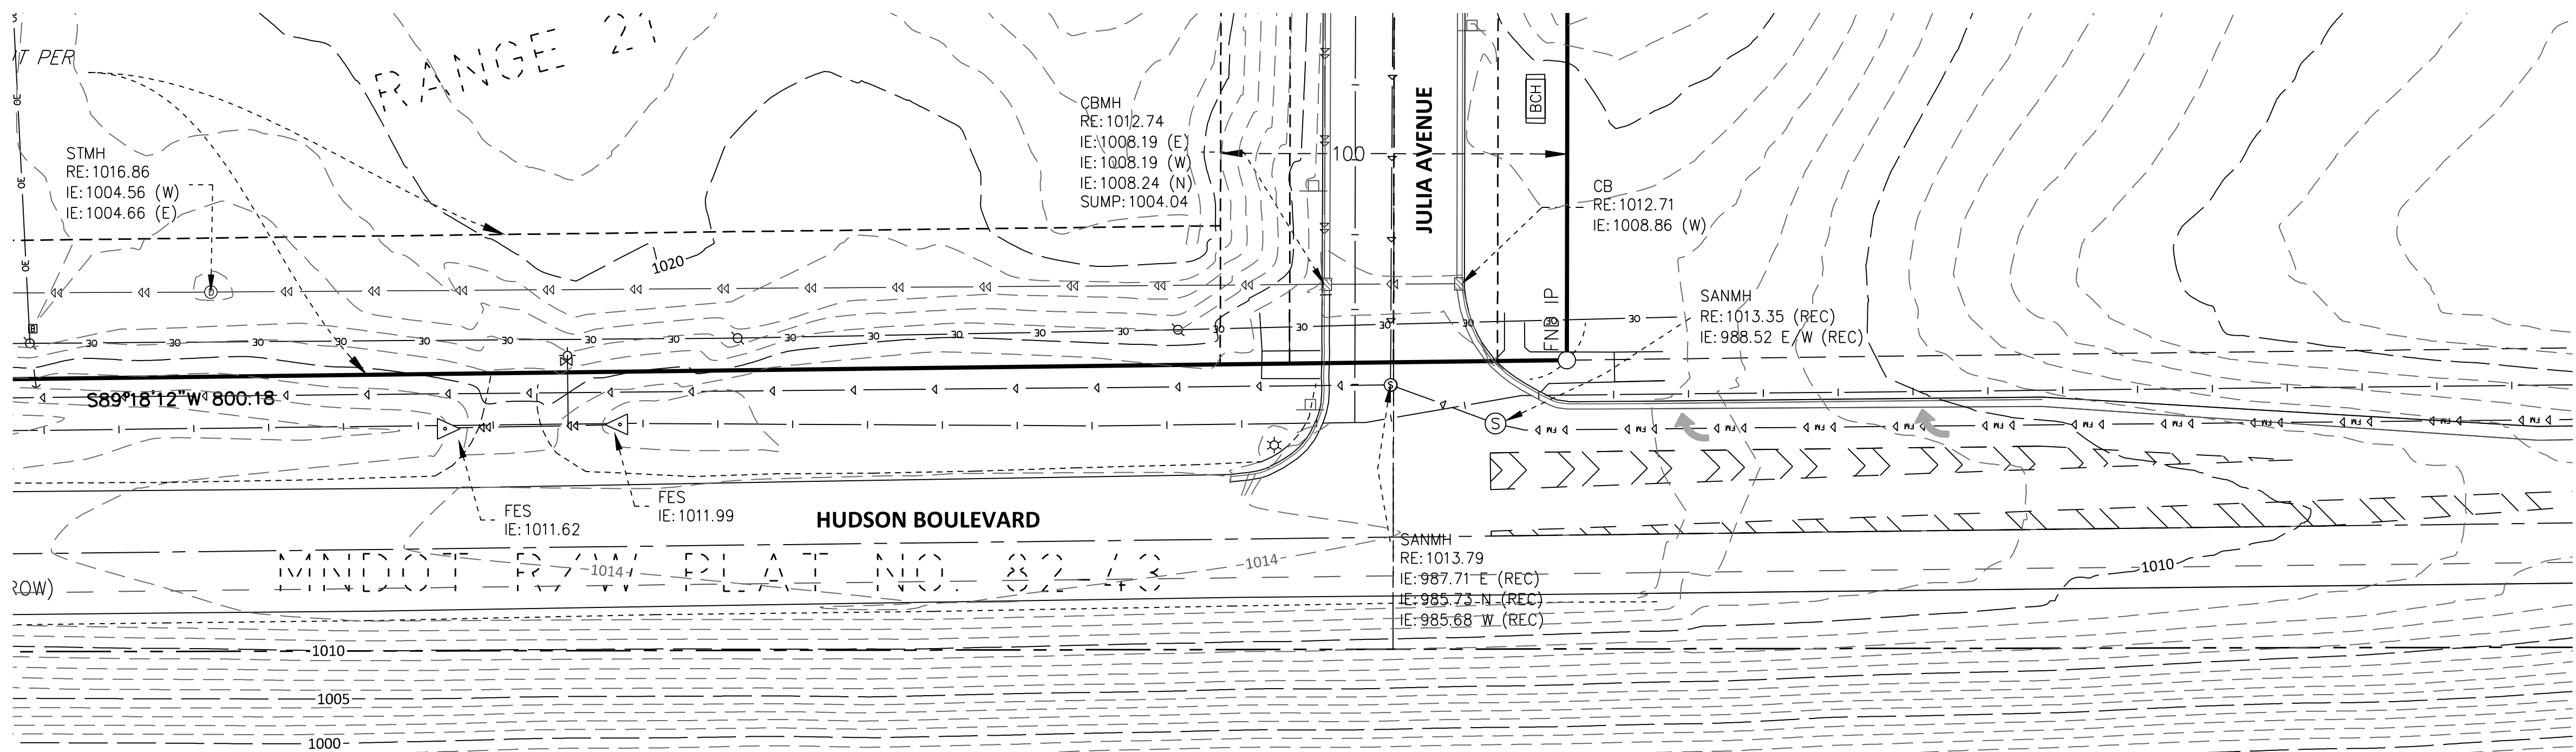 T PER
RANGE 21
STMH
RE:1016.86
IE:1004.56 (W)
IE:1004.66 (E)
CBMH
RE:1012.74
IE:1008.19 (E)
IE:1008.19 (W)
IE:1008.24 (N)
SUMP:1004.04
100
JULIA AVENUE
BCH
CB
RE:1012.71
IE:1008.86 (W)
1020
FND IP
SANMH
RE:1013.35 (REC)
IE:988.52 E/W (REC)
S89°18'12"W 800.18
FES
IE:1011.62
FES
IE:1011.99
HUDSON BOULEVARD
MNDOT R/W PLAT NO. 82-43
1014
1014
SANMH
RE:1013.79
IE:987.71 E (REC)
IE:985.73 N (REC)
IE:985.68 W (REC)
1010
ROW)
1010
1005
1000